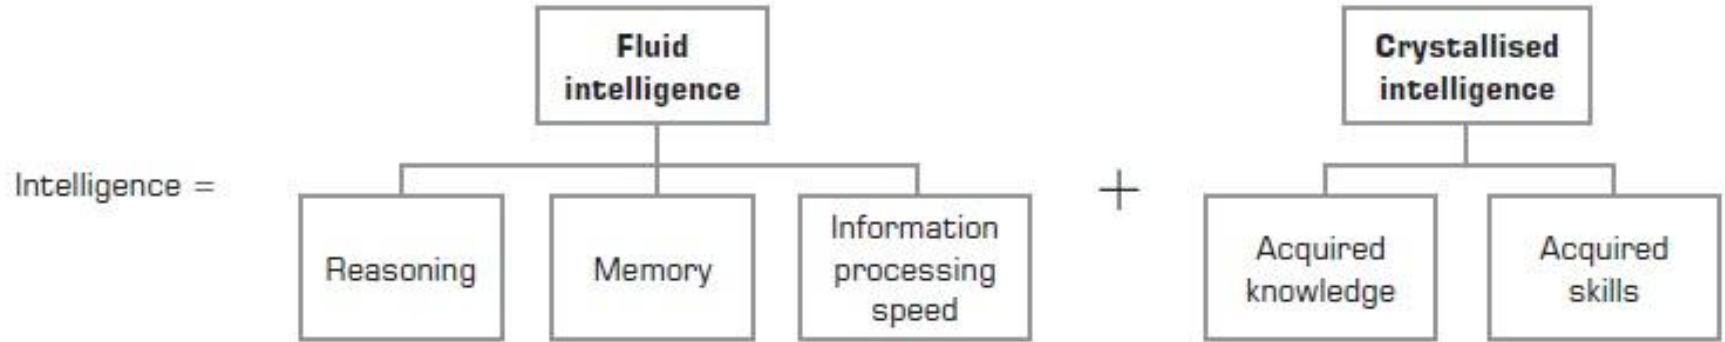 Fluid
intelligence
Crystallised
intelligence
Intelligence =
+
Reasoning
Memory
Information
processing
speed
Acquired
knowledge
Acquired
skills